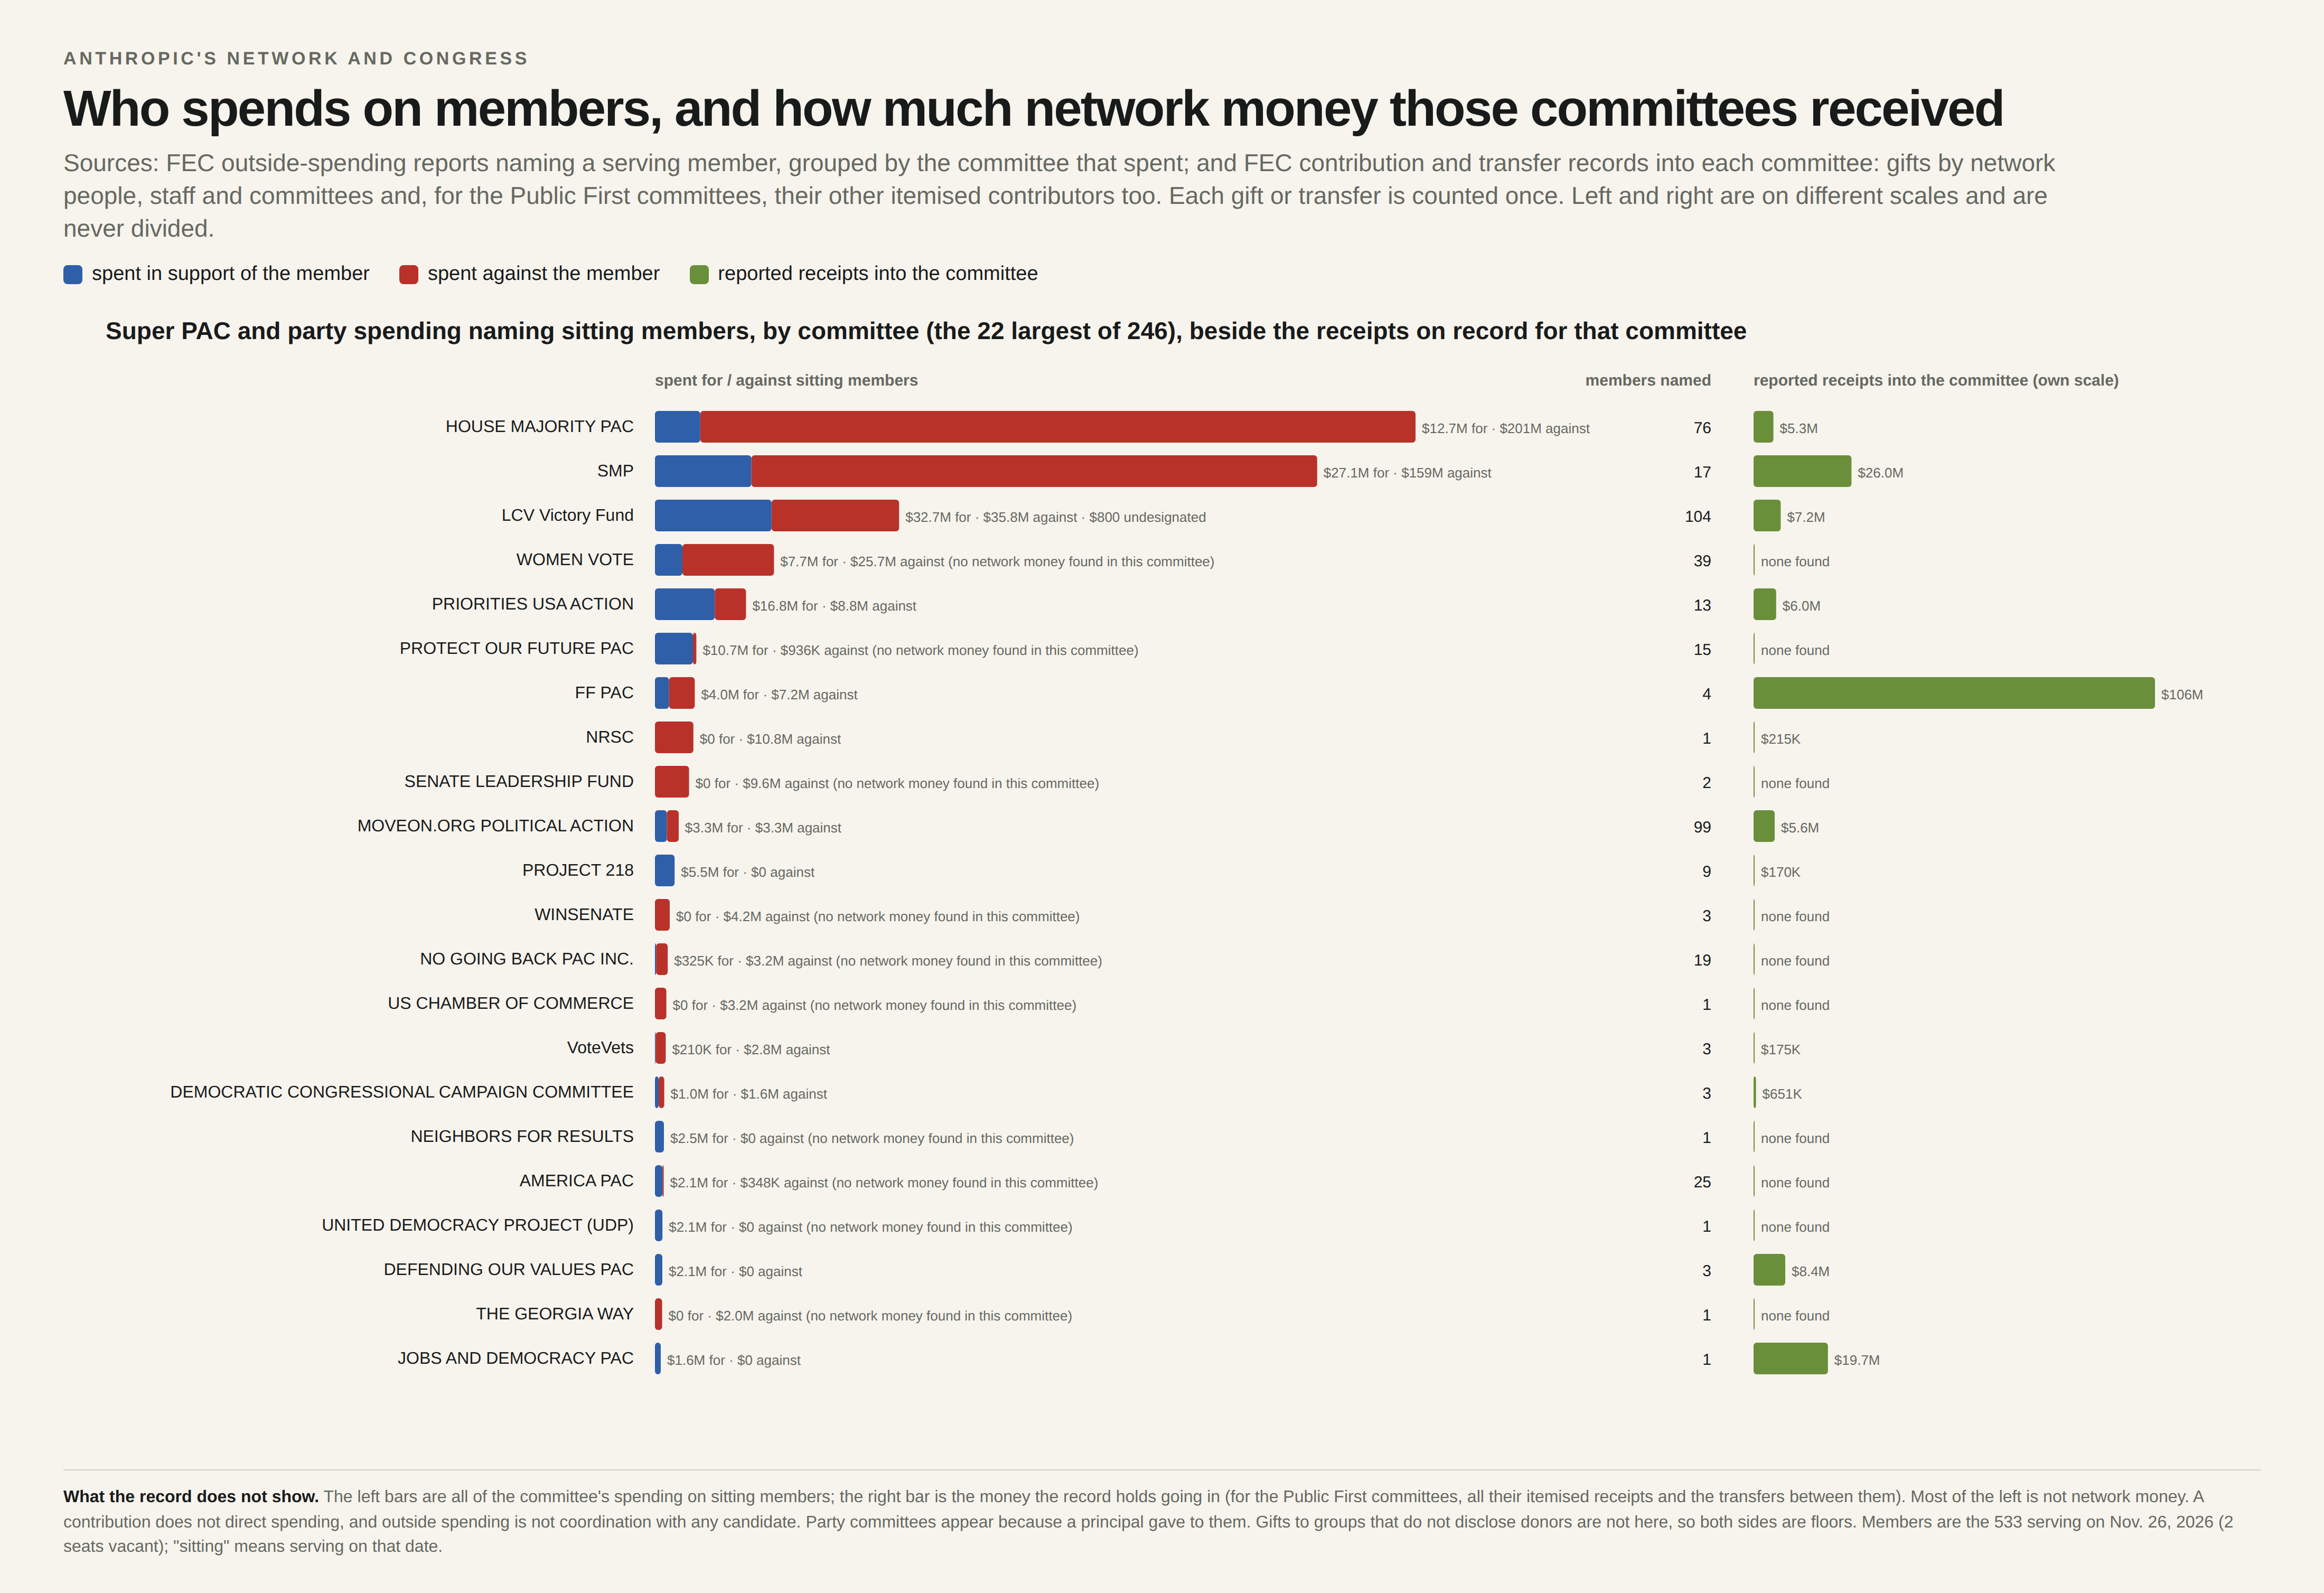 ANTHROPIC'S NETWORK AND CONGRESS
Who spends on members, and how much network money those committees received
Sources: FEC outside-spending reports naming a serving member, grouped by the committee that spent; and FEC contribution and transfer records into each committee: gifts by network
people, staff and committees and, for the Public First committees, their other itemised contributors too. Each gift or transfer is counted once. Left and right are on different scales and are
never divided.
spent in support of the member spent against the member reported receipts into the committee
Super PAC and party spending naming sitting members, by committee (the 22 largest of 246), beside the receipts on record for that committee
spent for / against sitting members members named reported receipts into the committee (own scale)
HOUSE MAJORITY PAC $12.7M for · $201M against 76 $5.3M
SMP $27.1M for · $159M against 17 $26.0M
LCV Victory Fund $32.7M for · $35.8M against · $800 undesignated 104 $7.2M
WOMEN VOTE $7.7M for · $25.7M against (no network money found in this committee) 39 none found
PRIORITIES USA ACTION $16.8M for · $8.8M against 13 $6.0M
PROTECT OUR FUTURE PAC $10.7M for · $936K against (no network money found in this committee) 15 none found
FF PAC $4.0M for · $7.2M against 4 $106M
NRSC $0 for · $10.8M against 1 $215K
SENATE LEADERSHIP FUND $0 for · $9.6M against (no network money found in this committee) 2 none found
MOVEON.ORG POLITICAL ACTION $3.3M for · $3.3M against 99 $5.6M
PROJECT 218 $5.5M for · $0 against 9 $170K
WINSENATE $0 for · $4.2M against (no network money found in this committee) 3 none found
NO GOING BACK PAC INC. $325K for · $3.2M against (no network money found in this committee) 19 none found
US CHAMBER OF COMMERCE $0 for · $3.2M against (no network money found in this committee) 1 none found
VoteVets $210K for · $2.8M against 3 $175K
DEMOCRATIC CONGRESSIONAL CAMPAIGN COMMITTEE $1.0M for · $1.6M against 3 $651K
NEIGHBORS FOR RESULTS $2.5M for · $0 against (no network money found in this committee) 1 none found
AMERICA PAC $2.1M for · $348K against (no network money found in this committee) 25 none found
UNITED DEMOCRACY PROJECT (UDP) $2.1M for · $0 against (no network money found in this committee) 1 none found
DEFENDING OUR VALUES PAC $2.1M for · $0 against 3 $8.4M
THE GEORGIA WAY $0 for · $2.0M against (no network money found in this committee) 1 none found
JOBS AND DEMOCRACY PAC $1.6M for · $0 against 1 $19.7M
What the record does not show. The left bars are all of the committee's spending on sitting members; the right bar is the money the record holds going in (for the Public First committees, all their itemised receipts and the transfers between them). Most of the left is not network money. A
contribution does not direct spending, and outside spending is not coordination with any candidate. Party committees appear because a principal gave to them. Gifts to groups that do not disclose donors are not here, so both sides are floors. Members are the 533 serving on Nov. 26, 2026 (2
seats vacant); "sitting" means serving on that date.